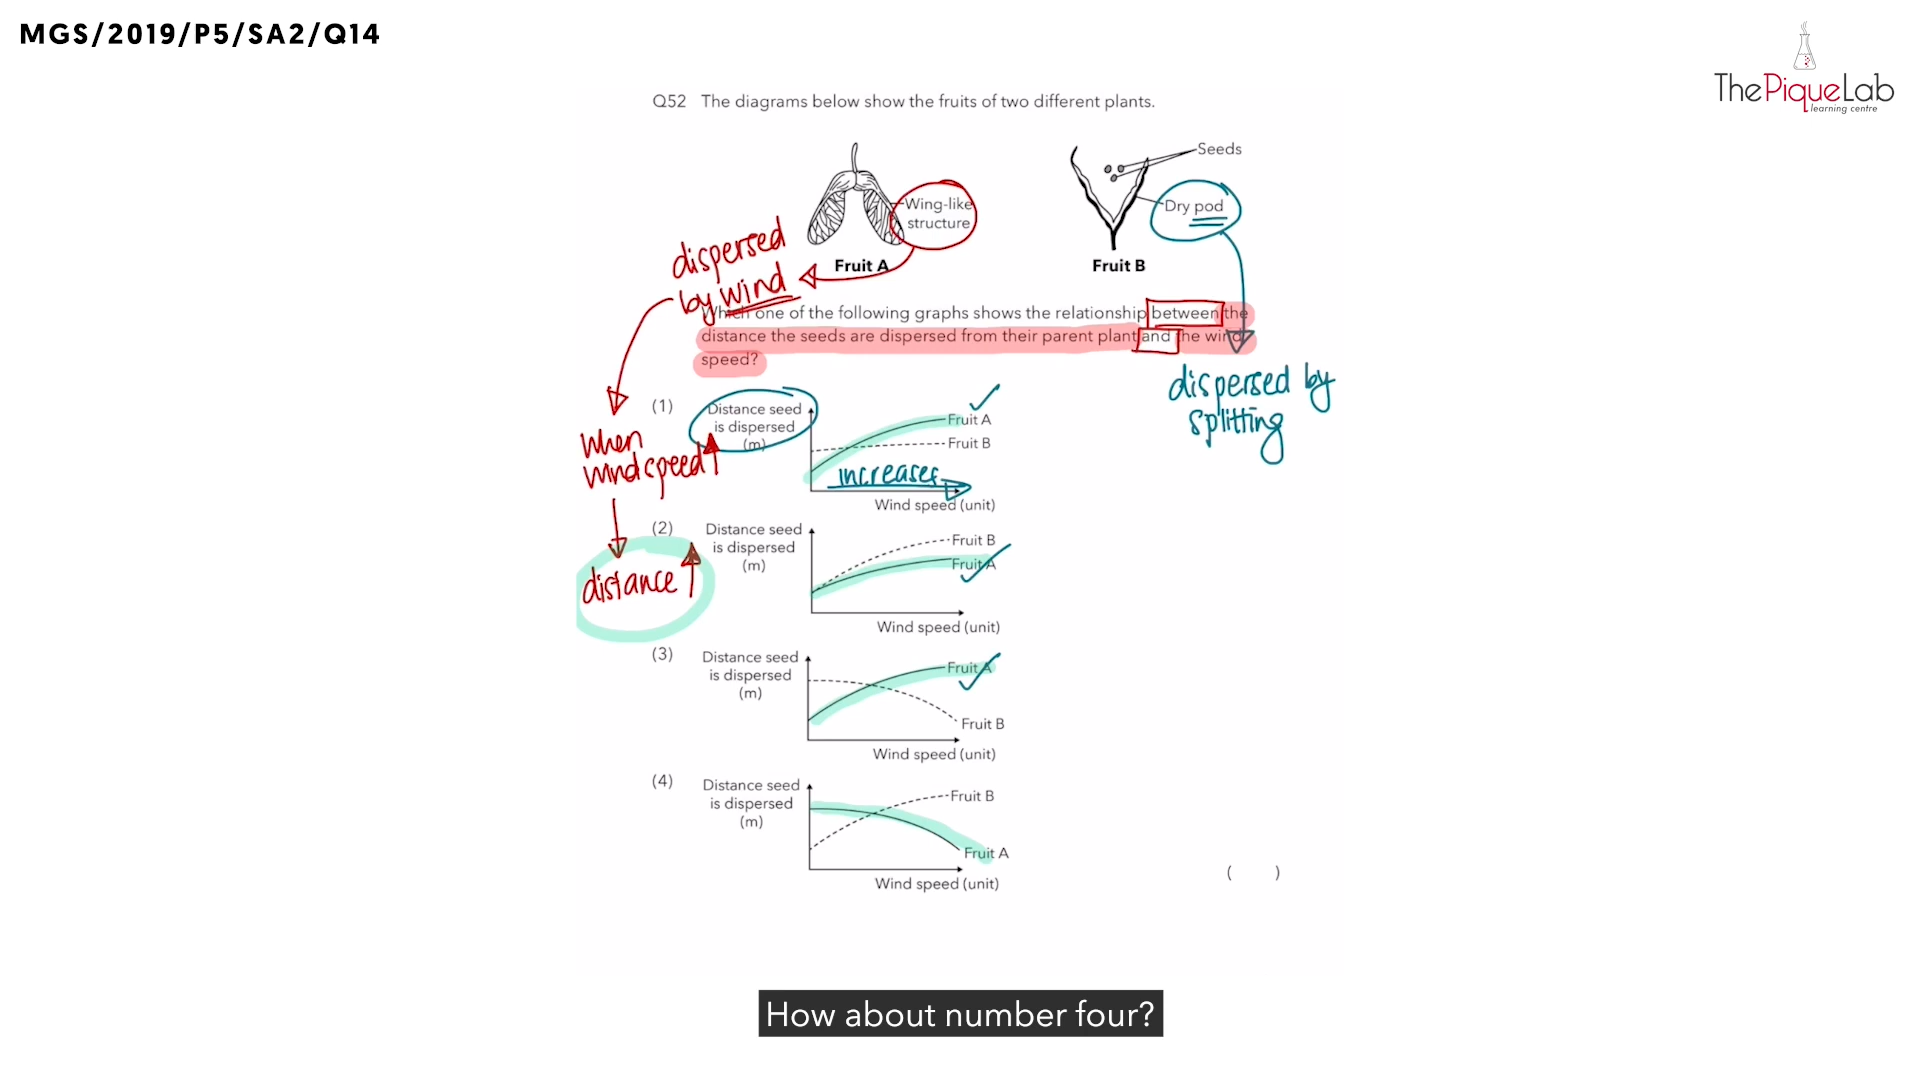 MGS/2019/P5/SA2/Q14
ThePiqueLab
learning centre
Q52 The diagrams below show the fruits of two different plants.
Wing-like
structure
Fruit A
Seeds
Dry pod
Fruit B
dispersed
by wind
Which one of the following graphs shows the relationship between the
distance the seeds are dispersed from their parent plant and the wind
speed?
dispersed by
splitting
when
wind speed
distance
(1)
Distance seed
is dispersed
(m)
Fruit A
Fruit B
increases
Wind speed (unit)
(2)
Distance seed
is dispersed
(m)
Fruit B
Fruit A
Wind speed (unit)
(3)
Distance seed
is dispersed
(m)
Fruit A
Fruit B
Wind speed (unit)
(4)
Distance seed
is dispersed
(m)
Fruit B
Fruit A
Wind speed (unit)
( )
How about number four?